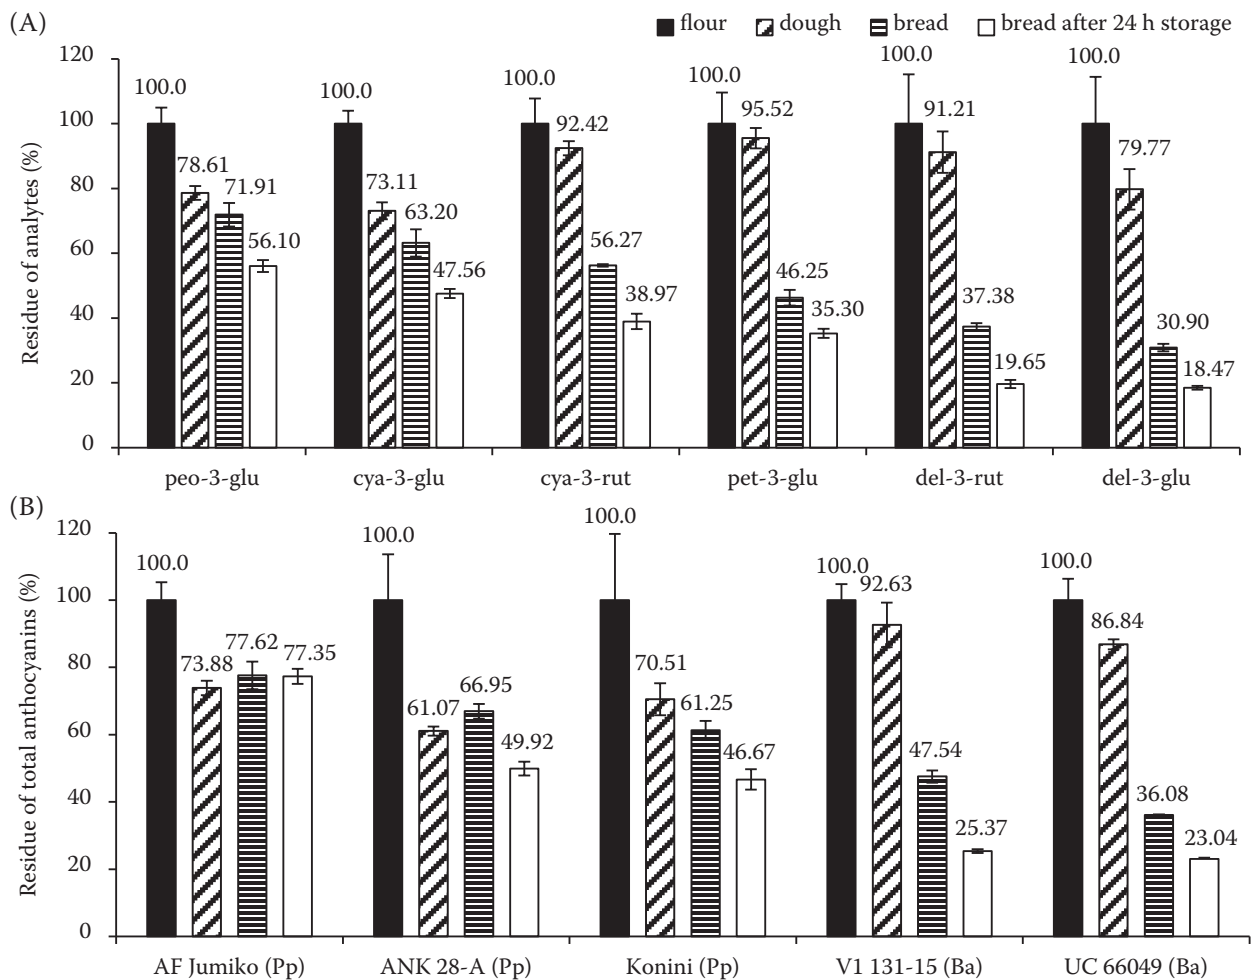 (A)
flour dough bread bread after 24 h storage
Residue of analytes (%)
120
100
80
60
40
20
0
100.0 78.61 71.91 56.10
100.0 73.11 63.20 47.56
100.0 92.42 56.27 38.97
100.0 95.52 46.25 35.30
100.0 91.21 37.38 19.65
100.0 79.77 30.90 18.47
peo-3-glu cya-3-glu cya-3-rut pet-3-glu del-3-rut del-3-glu
(B)
Residue of total anthocyanins (%)
120
100
80
60
40
20
0
100.0 73.88 77.62 77.35
100.0 61.07 66.95 49.92
100.0 70.51 61.25 46.67
100.0 92.63 47.54 25.37
100.0 86.84 36.08 23.04
AF Jumiko (Pp) ANK 28-A (Pp) Konini (Pp) V1 131-15 (Ba) UC 66049 (Ba)